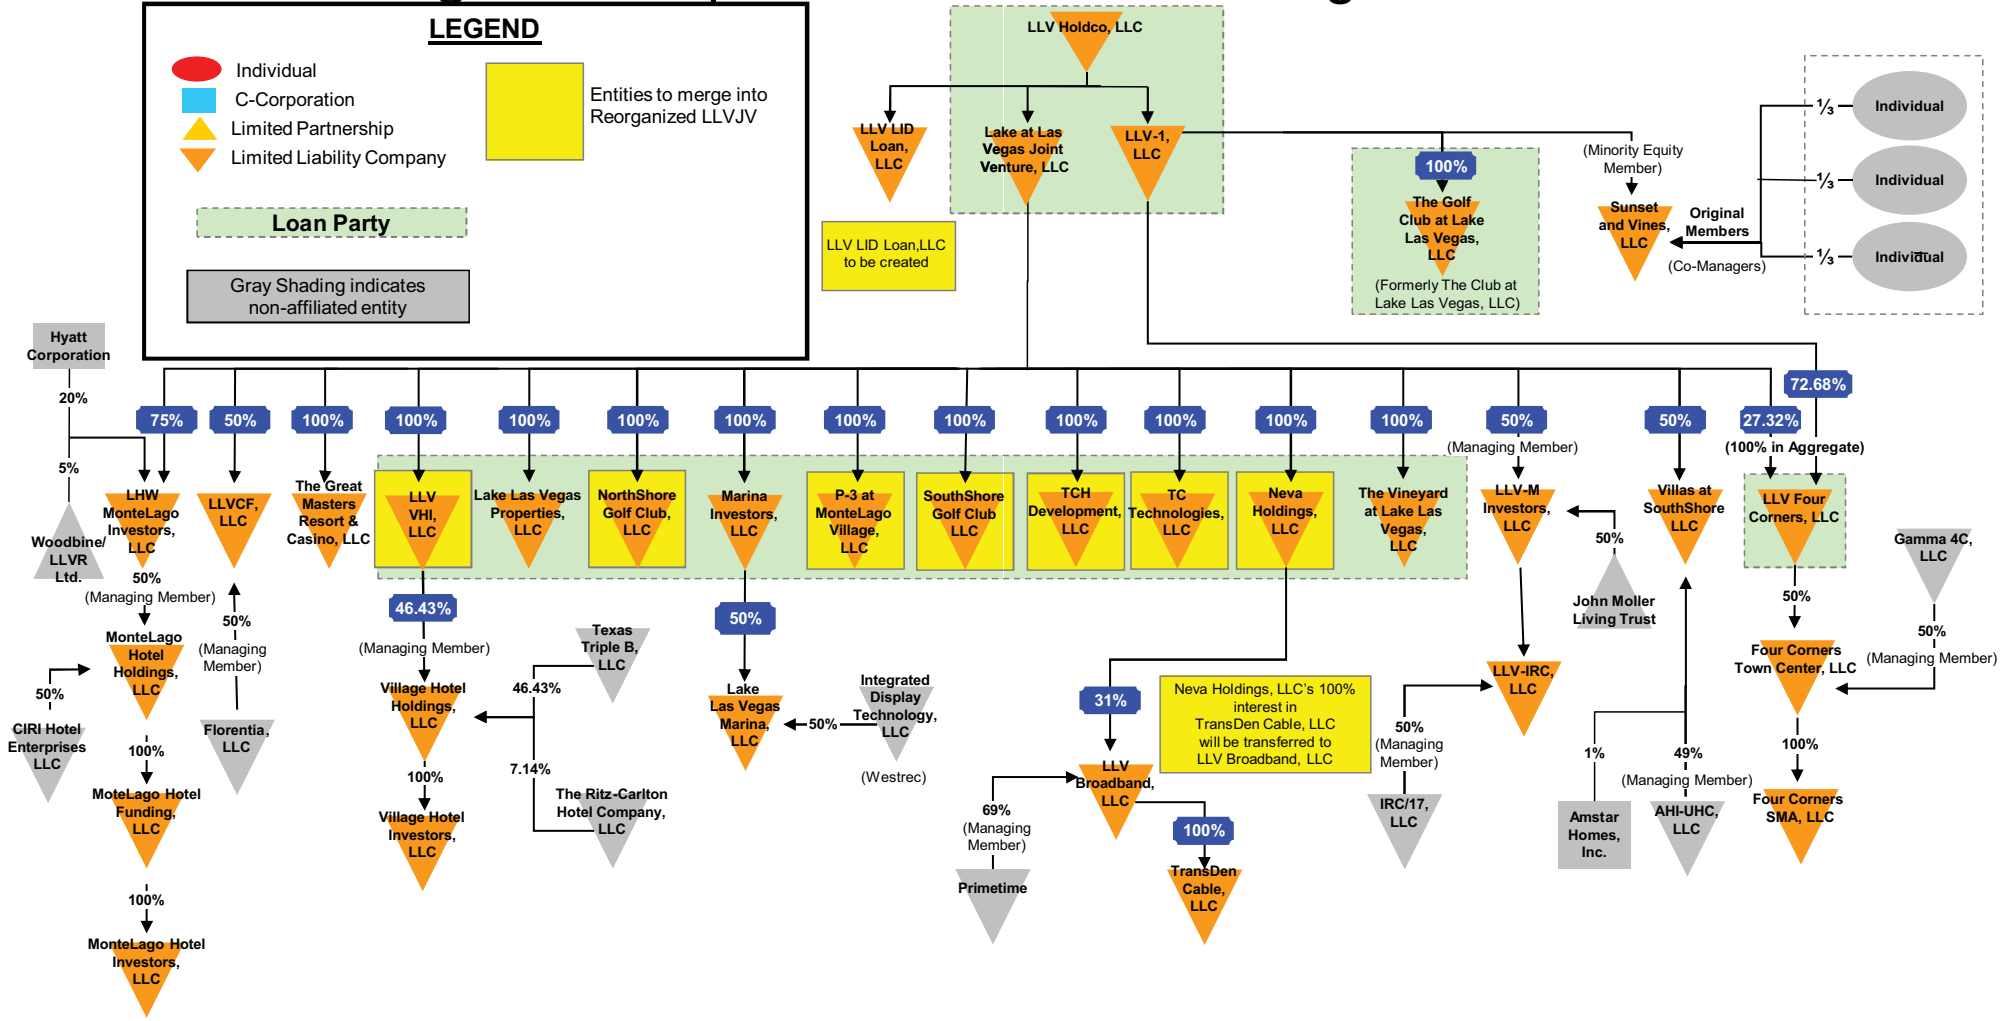 LEGEND
Individual
C-Corporation
Limited Partnership
Limited Liability Company
Entities to merge into
Reorganized LLVJV
Loan Party
Gray Shading indicates
non-affiliated entity
LLV Holdco, LLC
LLV LID
Loan,
LLC
Lake at Las
Vegas Joint
Venture, LLC
LLV-1,
LLC
LLV LID Loan,LLC
to be created
100%
The Golf
Club at Lake
Las Vegas,
LLC
(Formerly The Club at
Lake Las Vegas, LLC)
(Minority Equity
Member)
Sunset
and Vines,
LLC
Original
Members
(Co-Managers)
⅓
Individual
⅓
Individual
⅓
Individual
Hyatt
Corporation
20%
5%
Woodbine/
LLVR
Ltd.
75%
50%
100%
100%
100%
100%
100%
100%
100%
100%
100%
100%
100%
50%
(Managing Member)
50%
27.32%
72.68%
(100% in Aggregate)
LHW
MonteLago
Investors,
LLC
LLVCF,
LLC
The Great
Masters
Resort &
Casino, LLC
LLV
VHI,
LLC
Lake Las Vegas
Properties,
LLC
NorthShore
Golf Club,
LLC
Marina
Investors,
LLC
P-3 at
MonteLago
Village,
LLC
SouthShore
Golf Club
LLC
TCH
Development,
LLC
TC
Technologies,
LLC
Neva
Holdings,
LLC
The Vineyard
at Lake Las
Vegas,
LLC
LLV-M
Investors,
LLC
Villas at
SouthShore
LLC
LLV Four
Corners, LLC
Gamma 4C,
LLC
50%
(Managing Member)
MonteLago
Hotel
Holdings,
LLC
50%
CIRI Hotel
Enterprises
LLC
100%
MoteLago Hotel
Funding,
LLC
100%
MonteLago Hotel
Investors,
LLC
50%
(Managing
Member)
Florentia,
LLC
46.43%
(Managing Member)
Village Hotel
Holdings,
LLC
100%
Village Hotel
Investors,
LLC
Texas
Triple B,
LLC
46.43%
7.14%
The Ritz-Carlton
Hotel Company,
LLC
50%
Lake
Las Vegas
Marina,
LLC
50%
Integrated
Display
Technology,
LLC
(Westrec)
31%
LLV
Broadband,
LLC
69%
(Managing
Member)
Primetime
100%
TransDen
Cable,
LLC
Neva Holdings, LLC's 100%
interest in
TransDen Cable, LLC
will be transferred to
LLV Broadband, LLC
50%
John Moller
Living Trust
LLV-IRC,
LLC
50%
(Managing
Member)
IRC/17,
LLC
1%
Amstar
Homes,
Inc.
49%
(Managing Member)
AHI-UHC,
LLC
50%
Four Corners
Town Center, LLC
50%
(Managing Member)
100%
Four Corners
SMA, LLC